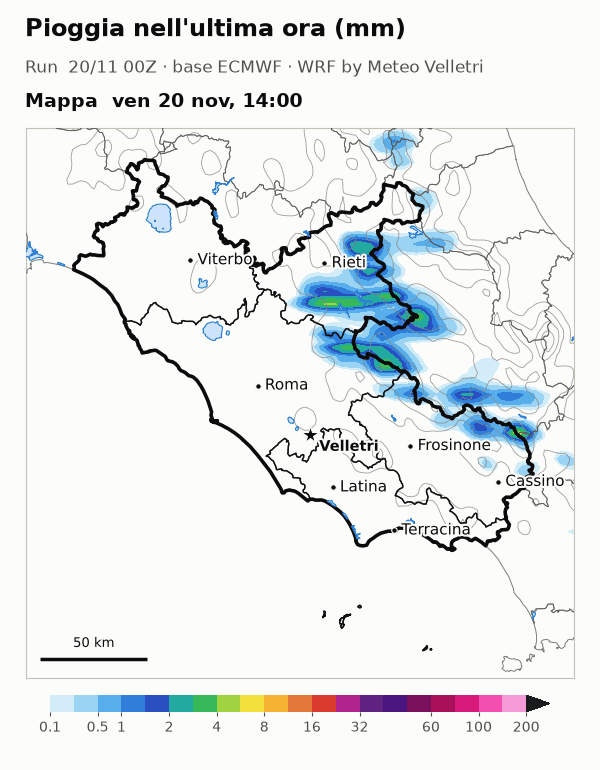 Pioggia nell'ultima ora (mm)
Run  20/11 00Z · base ECMWF · WRF by Meteo Velletri
Mappa  ven 20 nov, 14:00
Viterbo
Rieti
Roma
Velletri
Frosinone
Latina
Cassino
Terracina
50 km
0.1 0.5 1 2 4 8 16 32 60 100 200